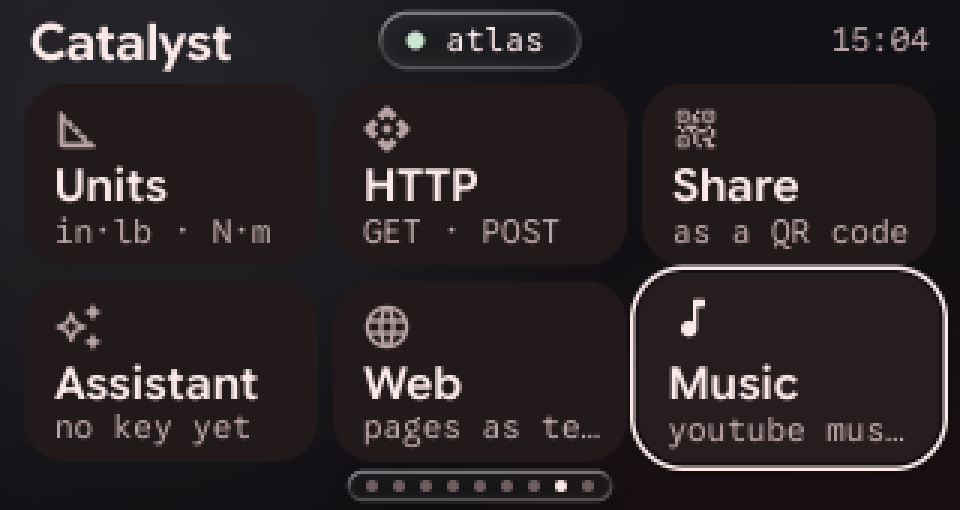 Catalyst
atlas
15:04
Units
in·lb · N·m
HTTP
GET · POST
Share
as a QR code
Assistant
no key yet
Web
pages as te…
Music
youtube mus…